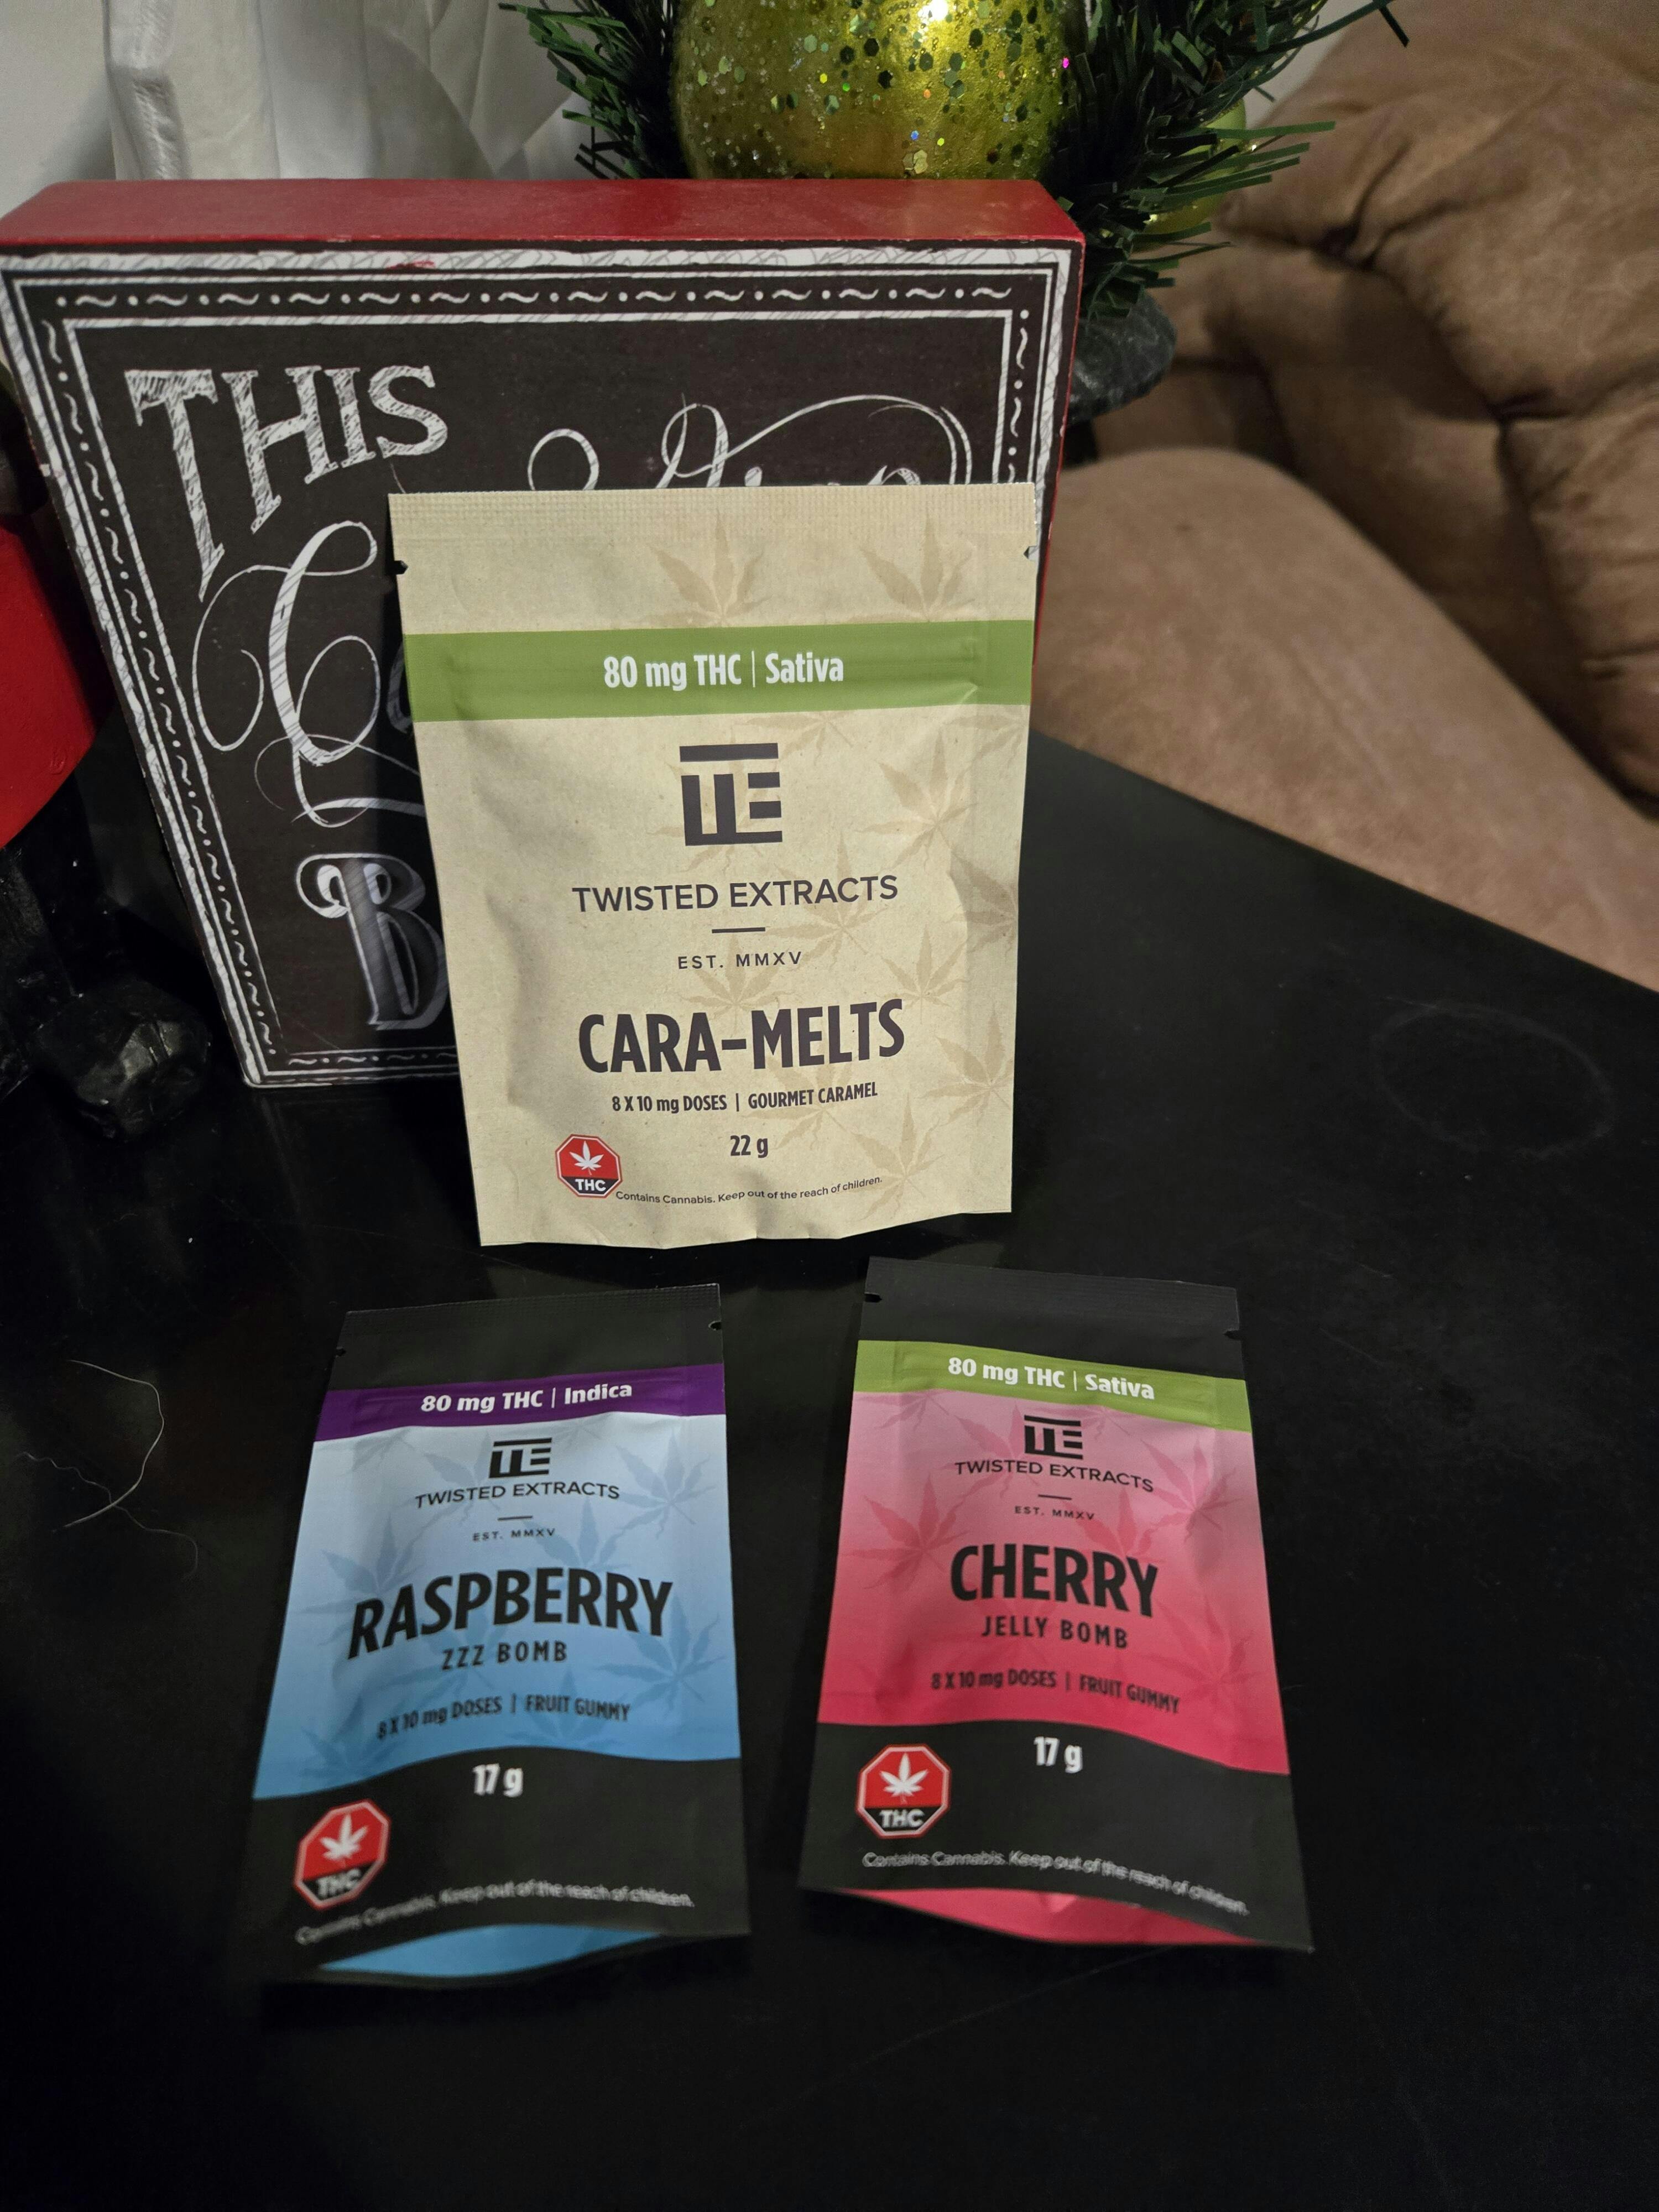 THIS
80 mg THC | Sativa
TE
TWISTED EXTRACTS
EST. MMXV
CARA-MELTS
8 X 10 mg DOSES | GOURMET CARAMEL
22 g
THC
Contains Cannabis. Keep out of the reach of children.
80 mg THC | Indica
TE
TWISTED EXTRACTS
EST. MMXV
RASPBERRY
ZZZ BOMB
8 X 10 mg DOSES | FRUIT GUMMY
17 g
THC
Contains Cannabis. Keep out of the reach of children.
80 mg THC | Sativa
TE
TWISTED EXTRACTS
EST. MMXV
CHERRY
JELLY BOMB
8 X 10 mg DOSES | FRUIT GUMMY
17 g
THC
Contains Cannabis. Keep out of the reach of children.